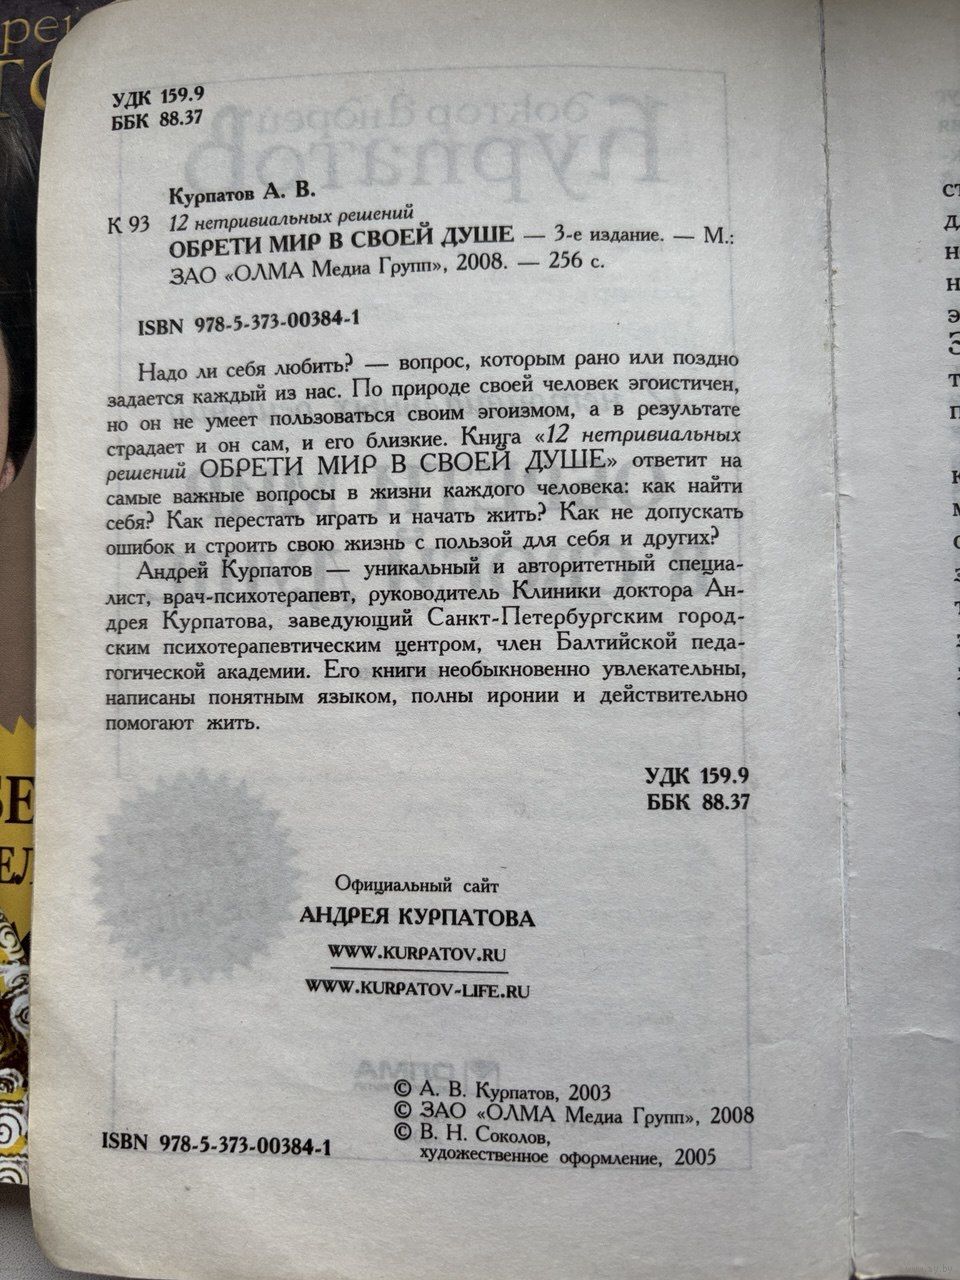 УДК 159.9
ББК 88.37
Курпатов А. В.
К 93 12 нетривиальных решений
ОБРЕТИ МИР В СВОЕЙ ДУШЕ — 3-е издание. — М.:
ЗАО «ОЛМА Медиа Групп», 2008. — 256 с.
ISBN 978-5-373-00384-1
Надо ли себя любить? — вопрос, которым рано или поздно
задается каждый из нас. По природе своей человек эгоистичен,
но он не умеет пользоваться своим эгоизмом, а в результате
страдает и он сам, и его близкие. Книга «12 нетривиальных
решений ОБРЕТИ МИР В СВОЕЙ ДУШЕ» ответит на
самые важные вопросы в жизни каждого человека: как найти
себя? Как перестать играть и начать жить? Как не допускать
ошибок и строить свою жизнь с пользой для себя и других?
Андрей Курпатов — уникальный и авторитетный специа-
лист, врач-психотерапевт, руководитель Клиники доктора Ан-
дрея Курпатова, заведующий Санкт-Петербургским город-
ским психотерапевтическим центром, член Балтийской педа-
гогической академии. Его книги необыкновенно увлекательны,
написаны понятным языком, полны иронии и действительно
помогают жить.
УДК 159.9
ББК 88.37
Официальный сайт
АНДРЕЯ КУРПАТОВА
WWW.KURPATOV.RU
WWW.KURPATOV-LIFE.RU
© А. В. Курпатов, 2003
© ЗАО «ОЛМА Медиа Групп», 2008
© В. Н. Соколов,
художественное оформление, 2005
ISBN 978-5-373-00384-1